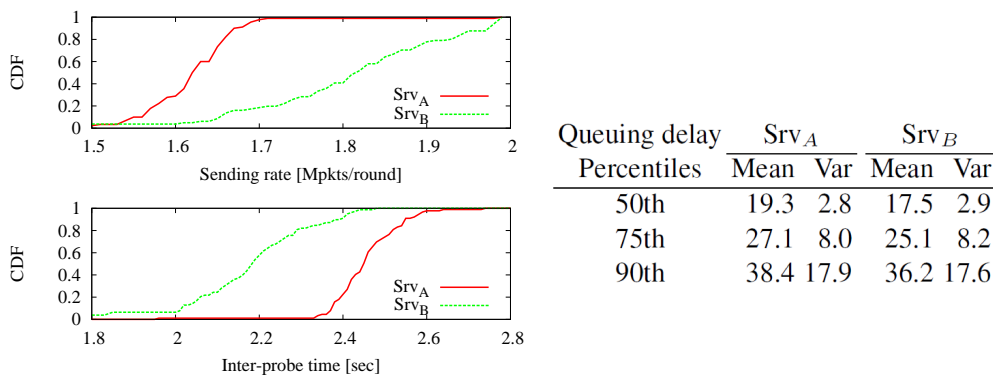 1
0.8
0.6
0.4
0.2
0
CDF
Srv_A
Srv_B
1.5 1.6 1.7 1.8 1.9 2
Sending rate [Mpkts/round]
1
0.8
0.6
0.4
0.2
0
CDF
Srv_A
Srv_B
1.8 2 2.2 2.4 2.6 2.8
Inter-probe time [sec]
Queuing delay Srv_A Srv_B
Percentiles Mean Var Mean Var
50th 19.3 2.8 17.5 2.9
75th 27.1 8.0 25.1 8.2
90th 38.4 17.9 36.2 17.6